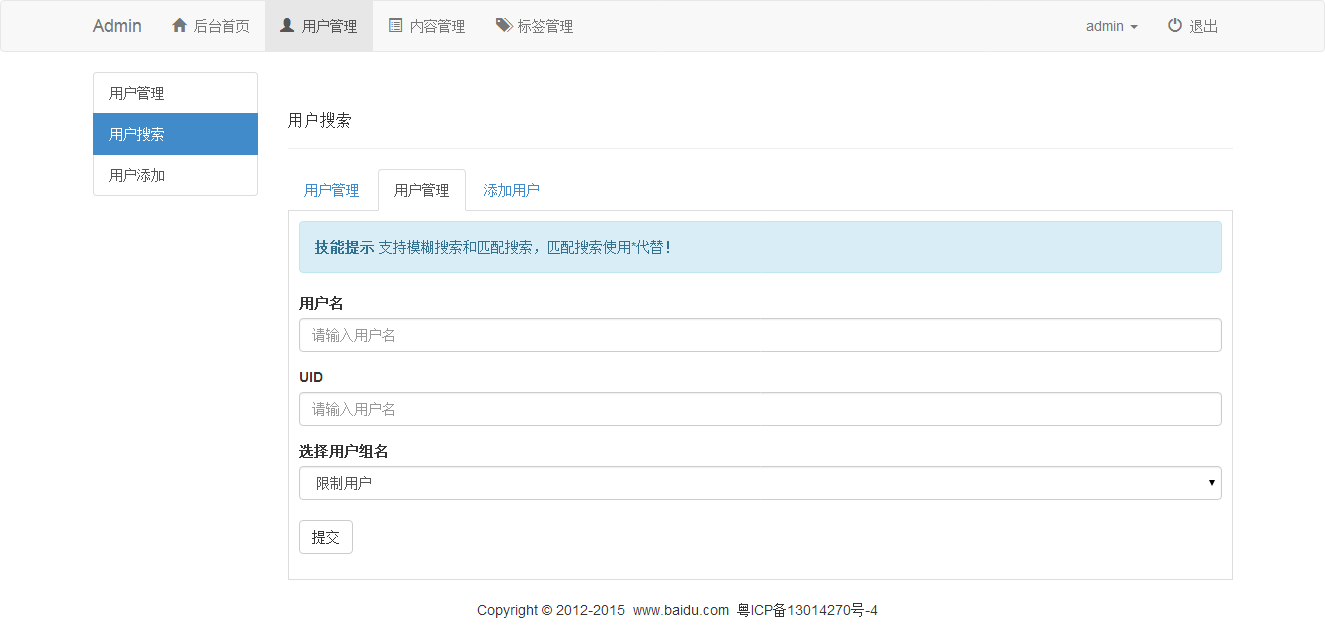 Admin 后台首页 用户管理 内容管理 标签管理 admin 退出
用户管理
用户搜索
用户添加
用户搜索
用户管理 用户管理 添加用户
技能提示 支持模糊搜索和匹配搜索，匹配搜索使用*代替！
用户名
请输入用户名
UID
请输入用户名
选择用户组名
限制用户
提交
Copyright © 2012-2015 www.baidu.com 粤ICP备13014270号-4